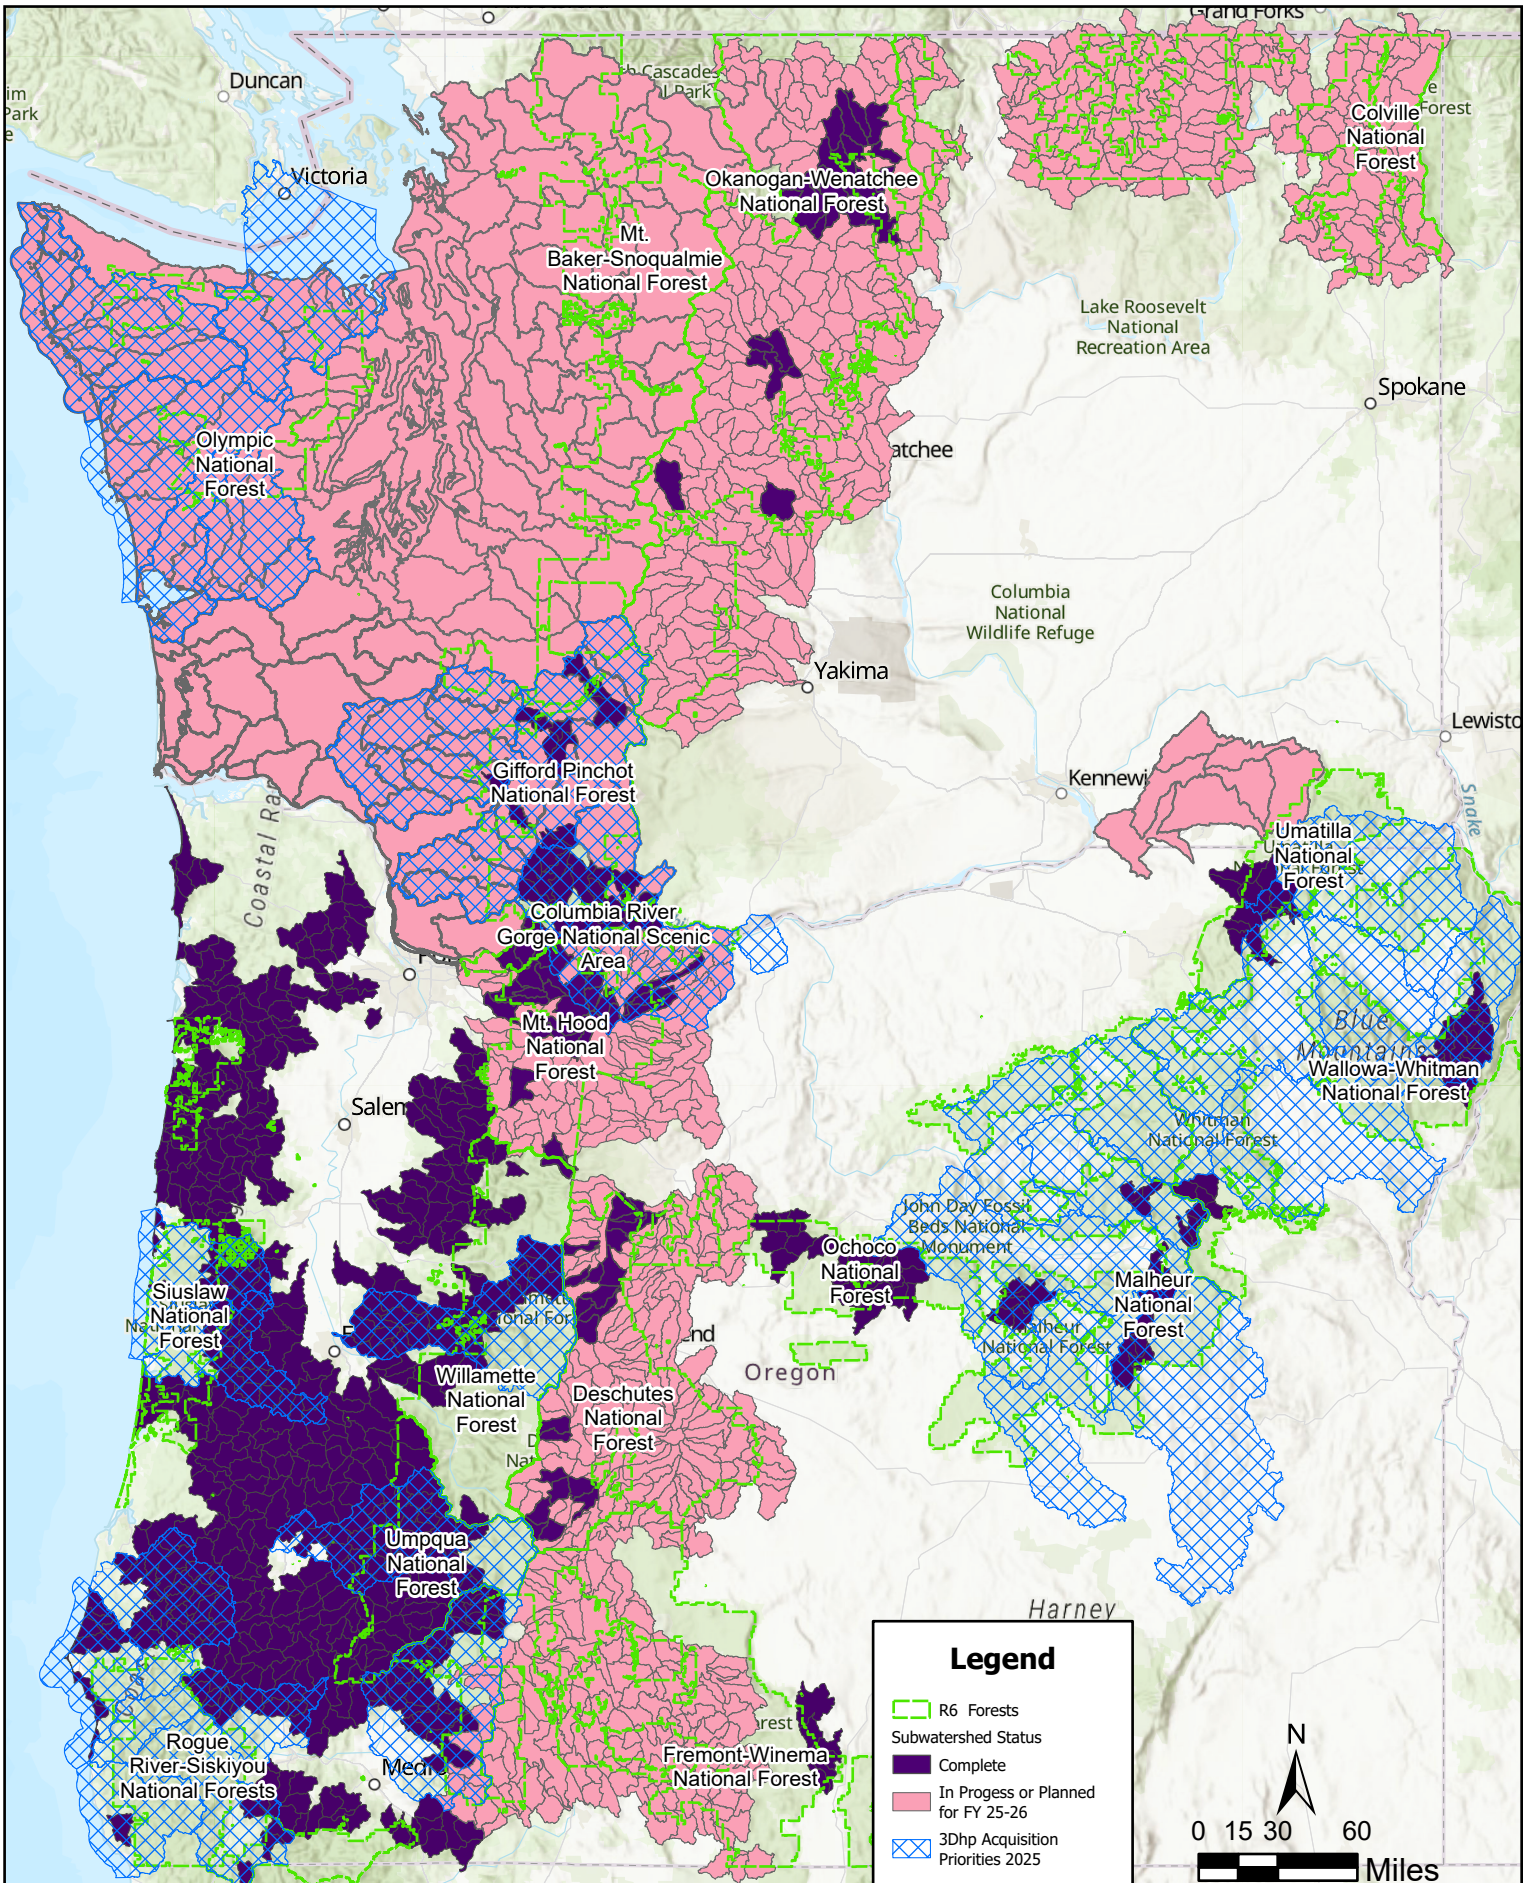 Grand Forks
Duncan
Park
Victoria
Colville
National
Forest
Forest
Okanogan-Wenatchee
National Forest
Mt.
Baker-Snoqualmie
National Forest
Lake Roosevelt
National
Recreation Area
Spokane
Olympic
National
Forest
atchee
Columbia
National
Wildlife Refuge
Yakima
Lewisto
Kennewi
Snake
Gifford Pinchot
National Forest
Coastal Ra
Umatilla
National
Forest
Columbia River
Gorge National Scenic
Area
Mt. Hood
National
Forest
Blue
Mountains
Wallowa-Whitman
National Forest
Salem
Whitman
National Forest
John Day Fossil
Beds National
Monument
Ochoco
National
Forest
Siuslaw
National
Forest
Malheur
National
Forest
Malheur
National Forest
end
Oregon
Willamette
National
Forest
Deschutes
National
Forest
Umpqua
National
Forest
Harney
Rogue
River-Siskiyou
National Forests
Medf
Fremont-Winema
National Forest
Legend
R6 Forests
Subwatershed Status
Complete
In Progess or Planned
for FY 25-26
3Dhp Acquisition
Priorities 2025
N
0 15 30 60
Miles